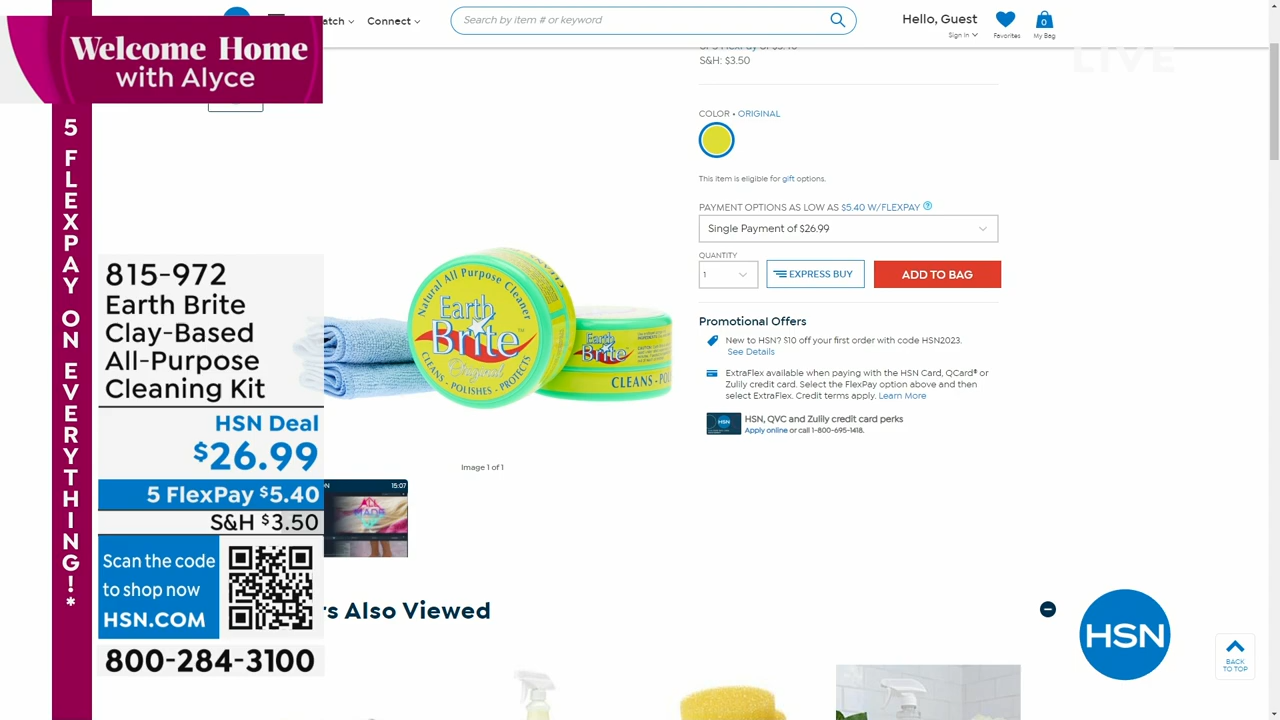 Welcome Home
with Alyce
5 FLEXPAY ON EVERYTHING!*
Watch
Connect
Search by item # or keyword
Hello, Guest
Sign In
Favorites
0
My Bag
LIVE
S&H: $3.50
COLOR • ORIGINAL
This item is eligible for gift options.
PAYMENT OPTIONS AS LOW AS $5.40 W/FLEXPAY
Single Payment of $26.99
QUANTITY
1
EXPRESS BUY
ADD TO BAG
Promotional Offers
New to HSN? $10 off your first order with code HSN2023.
See Details
ExtraFlex available when paying with the HSN Card, QCard® or
Zulily credit card. Select the FlexPay option above and then
select ExtraFlex. Credit terms apply. Learn More
HSN, QVC and Zulily credit card perks
Apply online or call 1-800-695-1418.
Natural All Purpose Cleaner
Earth
Brite™
Original
CLEANS • POLISHES • PROTECTS
Earth
Brite
CLEANS • PO
Image 1 of 1
815-972
Earth Brite
Clay-Based
All-Purpose
Cleaning Kit
HSN Deal
$26.99
5 FlexPay $5.40
S&H $3.50
Scan the code
to shop now
HSN.COM
800-284-3100
15:07
rs Also Viewed
HSN
BACK
TO TOP